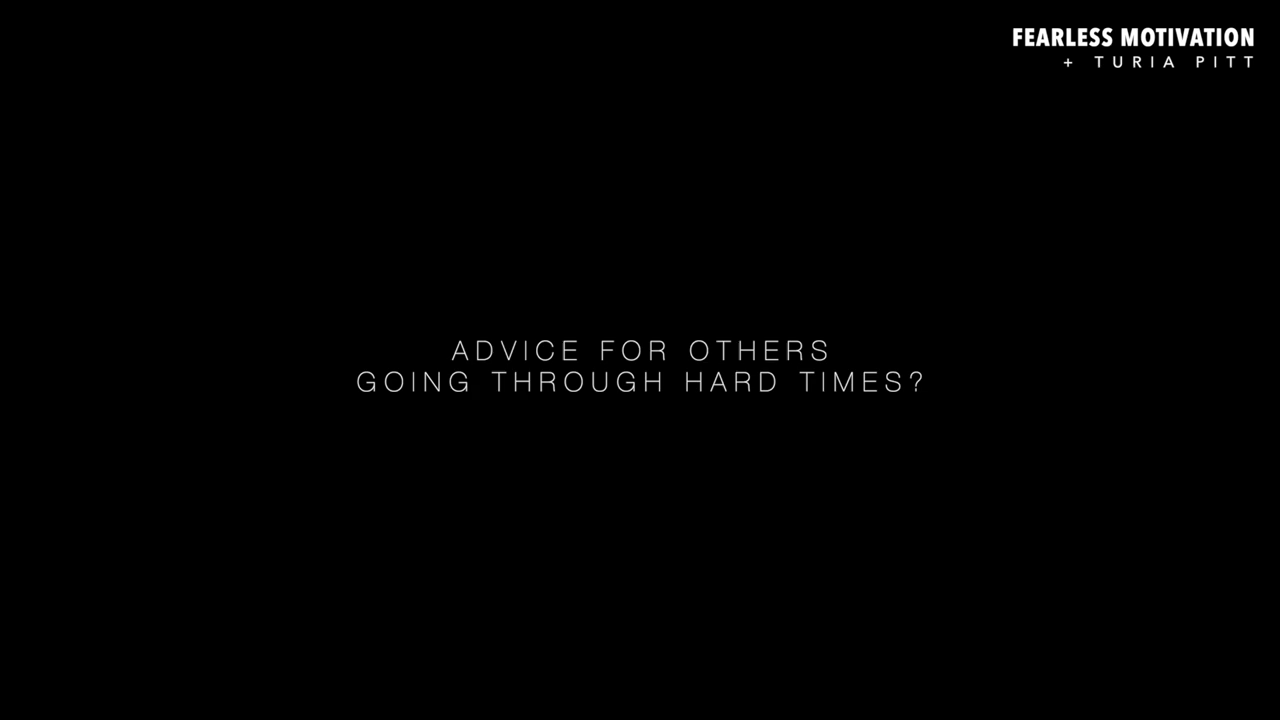 FEARLESS MOTIVATION
+ TURIA PITT
ADVICE FOR OTHERS
GOING THROUGH HARD TIMES?